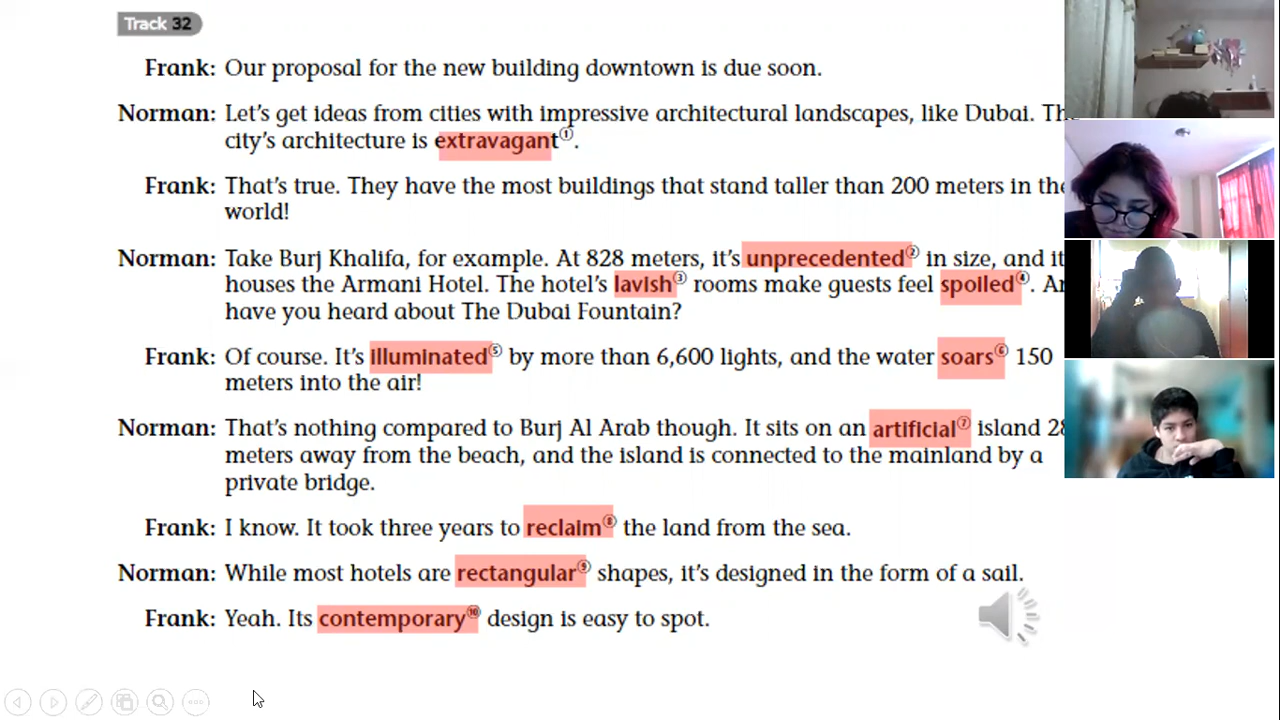 Track 32
Frank: Our proposal for the new building downtown is due soon.
Norman: Let's get ideas from cities with impressive architectural landscapes, like Dubai. The
city's architecture is extravagant①.
Frank: That's true. They have the most buildings that stand taller than 200 meters in the
world!
Norman: Take Burj Khalifa, for example. At 828 meters, it's unprecedented② in size, and it
houses the Armani Hotel. The hotel's lavish③ rooms make guests feel spoiled④.
have you heard about The Dubai Fountain?
Frank: Of course. It's illuminated⑤ by more than 6,600 lights, and the water soars⑥ 150
meters into the air!
Norman: That's nothing compared to Burj Al Arab though. It sits on an artificial⑦ island
meters away from the beach, and the island is connected to the mainland by a
private bridge.
Frank: I know. It took three years to reclaim⑧ the land from the sea.
Norman: While most hotels are rectangular⑨ shapes, it's designed in the form of a sail.
Frank: Yeah. Its contemporary⑩ design is easy to spot.